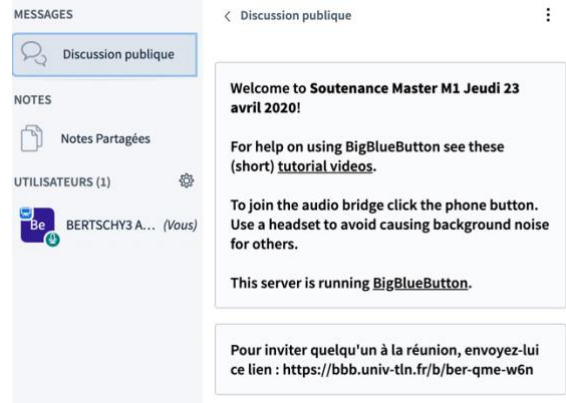 MESSAGES
Discussion publique
NOTES
Notes Partagées
UTILISATEURS (1)
Be
BERTSCHY3 A... (Vous)
Discussion publique
Welcome to Soutenance Master M1 Jeudi 23
avril 2020!
For help on using BigBlueButton see these
(short) tutorial videos.
To join the audio bridge click the phone button.
Use a headset to avoid causing background noise
for others.
This server is running BigBlueButton.
Pour inviter quelqu'un à la réunion, envoyez-lui
ce lien : https://bbb.univ-tln.fr/b/ber-qme-w6n